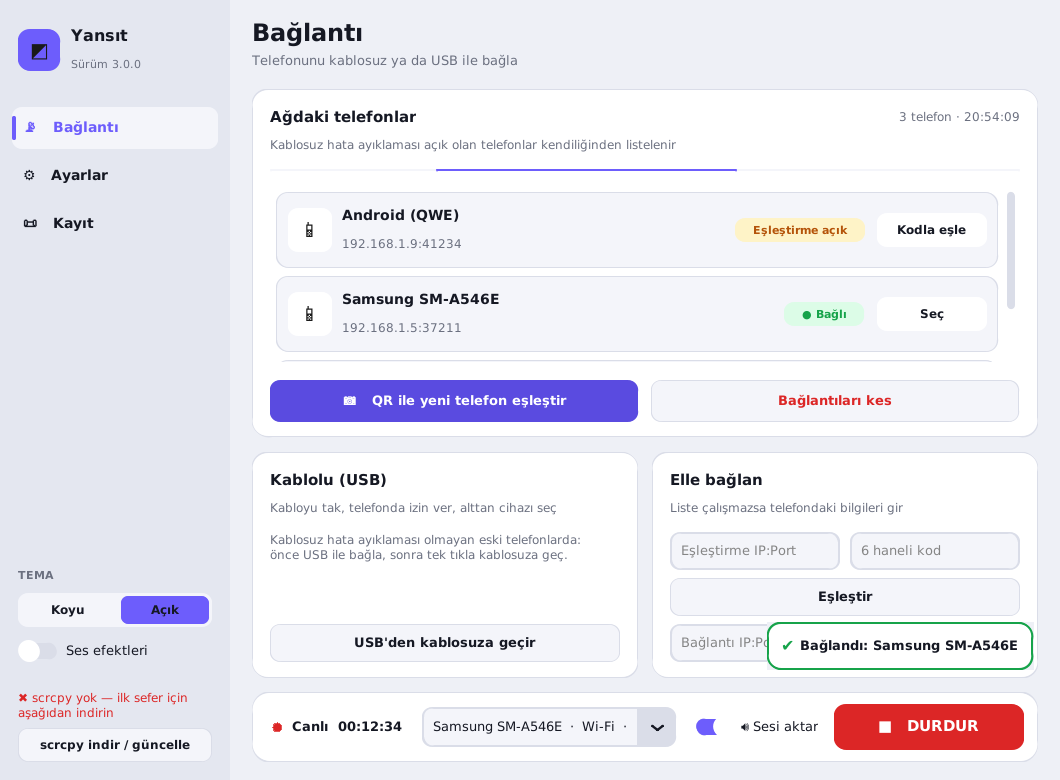 Yansıt
Sürüm 3.0.0
Bağlantı
Ayarlar
Kayıt
TEMA
Koyu
Açık
Ses efektleri
✖ scrcpy yok — ilk sefer için
aşağıdan indirin
scrcpy indir / güncelle
Bağlantı
Telefonunu kablosuz ya da USB ile bağla
Ağdaki telefonlar
3 telefon · 20:54:09
Kablosuz hata ayıklaması açık olan telefonlar kendiliğinden listelenir
Android (QWE)
192.168.1.9:41234
Eşleştirme açık
Kodla eşle
Samsung SM-A546E
192.168.1.5:37211
● Bağlı
Seç
QR ile yeni telefon eşleştir
Bağlantıları kes
Kablolu (USB)
Kabloyu tak, telefonda izin ver, alttan cihazı seç
Kablosuz hata ayıklaması olmayan eski telefonlarda:
önce USB ile bağla, sonra tek tıkla kablosuza geç.
USB'den kablosuza geçir
Elle bağlan
Liste çalışmazsa telefondaki bilgileri gir
Eşleştirme IP:Port
6 haneli kod
Eşleştir
Bağlantı
✔ Bağlandı: Samsung SM-A546E
Canlı 00:12:34
Samsung SM-A546E · Wi-Fi ·
Sesi aktar
DURDUR